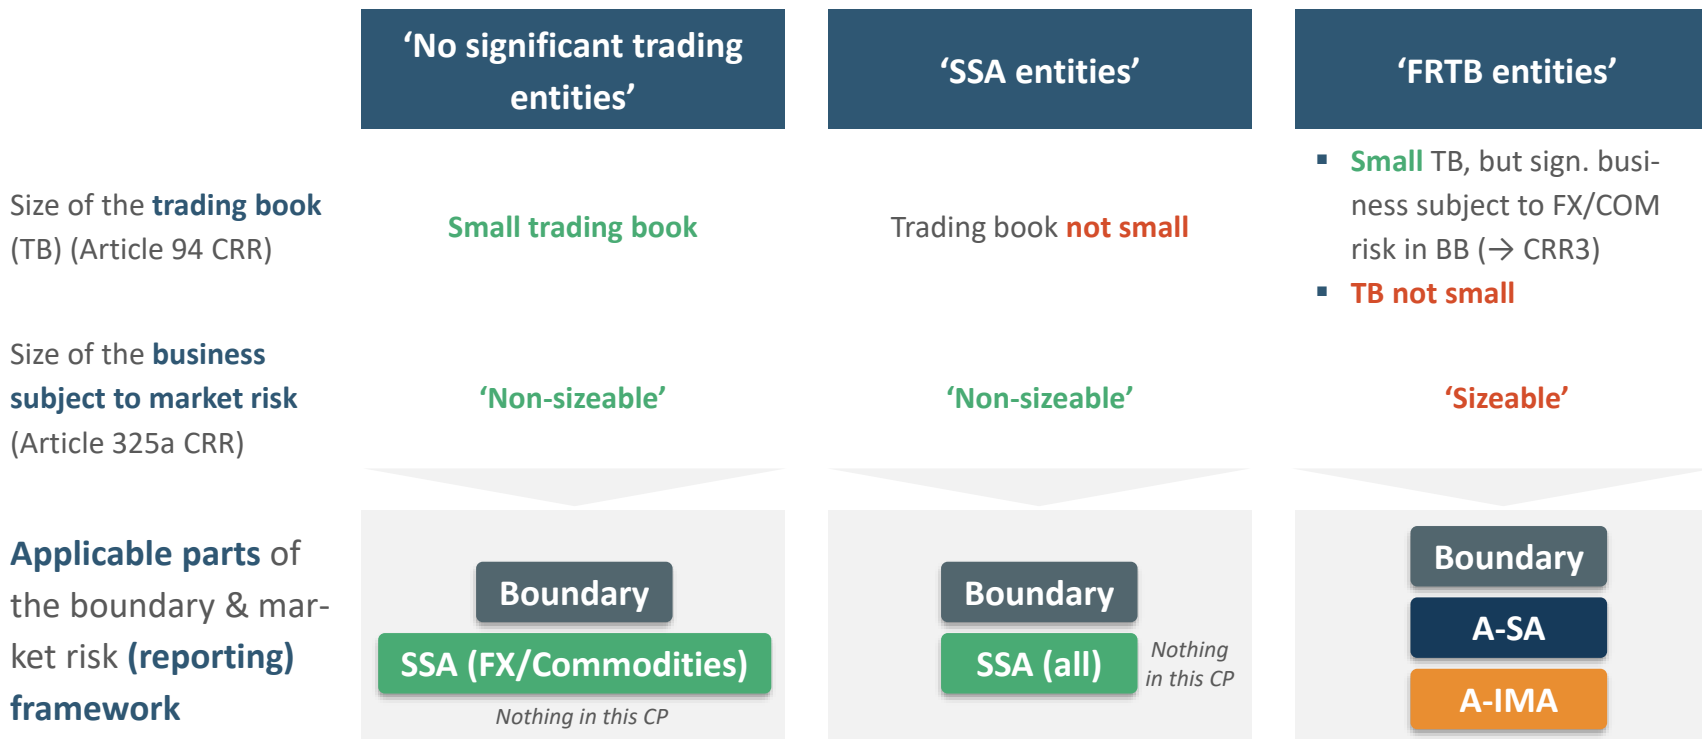 ‘No significant trading
entities’
‘SSA entities’
‘FRTB entities’
Size of the trading book
(TB) (Article 94 CRR)
Small trading book
Trading book not small
▪ Small TB, but sign. busi-
ness subject to FX/COM
risk in BB (→ CRR3)
▪ TB not small
Size of the business
subject to market risk
(Article 325a CRR)
‘Non-sizeable’
‘Non-sizeable’
‘Sizeable’
Applicable parts of
the boundary & mar-
ket risk (reporting)
framework
Boundary
SSA (FX/Commodities)
Nothing in this CP
Boundary
SSA (all)
Nothing
in this CP
Boundary
A-SA
A-IMA